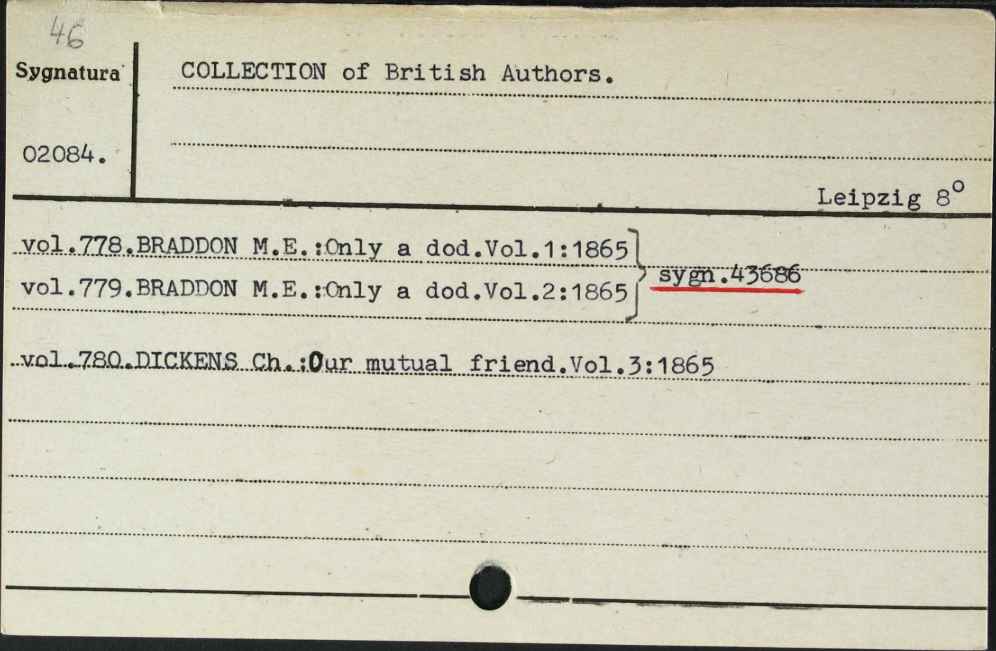 46
Sygnatura
COLLECTION of British Authors.
02084.
Leipzig 8º
vol.778.BRADDON M.E.:Only a dod.Vol.1:1865
sygn.43686
vol.779.BRADDON M.E.:Only a dod.Vol.2:1865
vol.780.DICKENS Ch.:Our mutual friend.Vol.3:1865